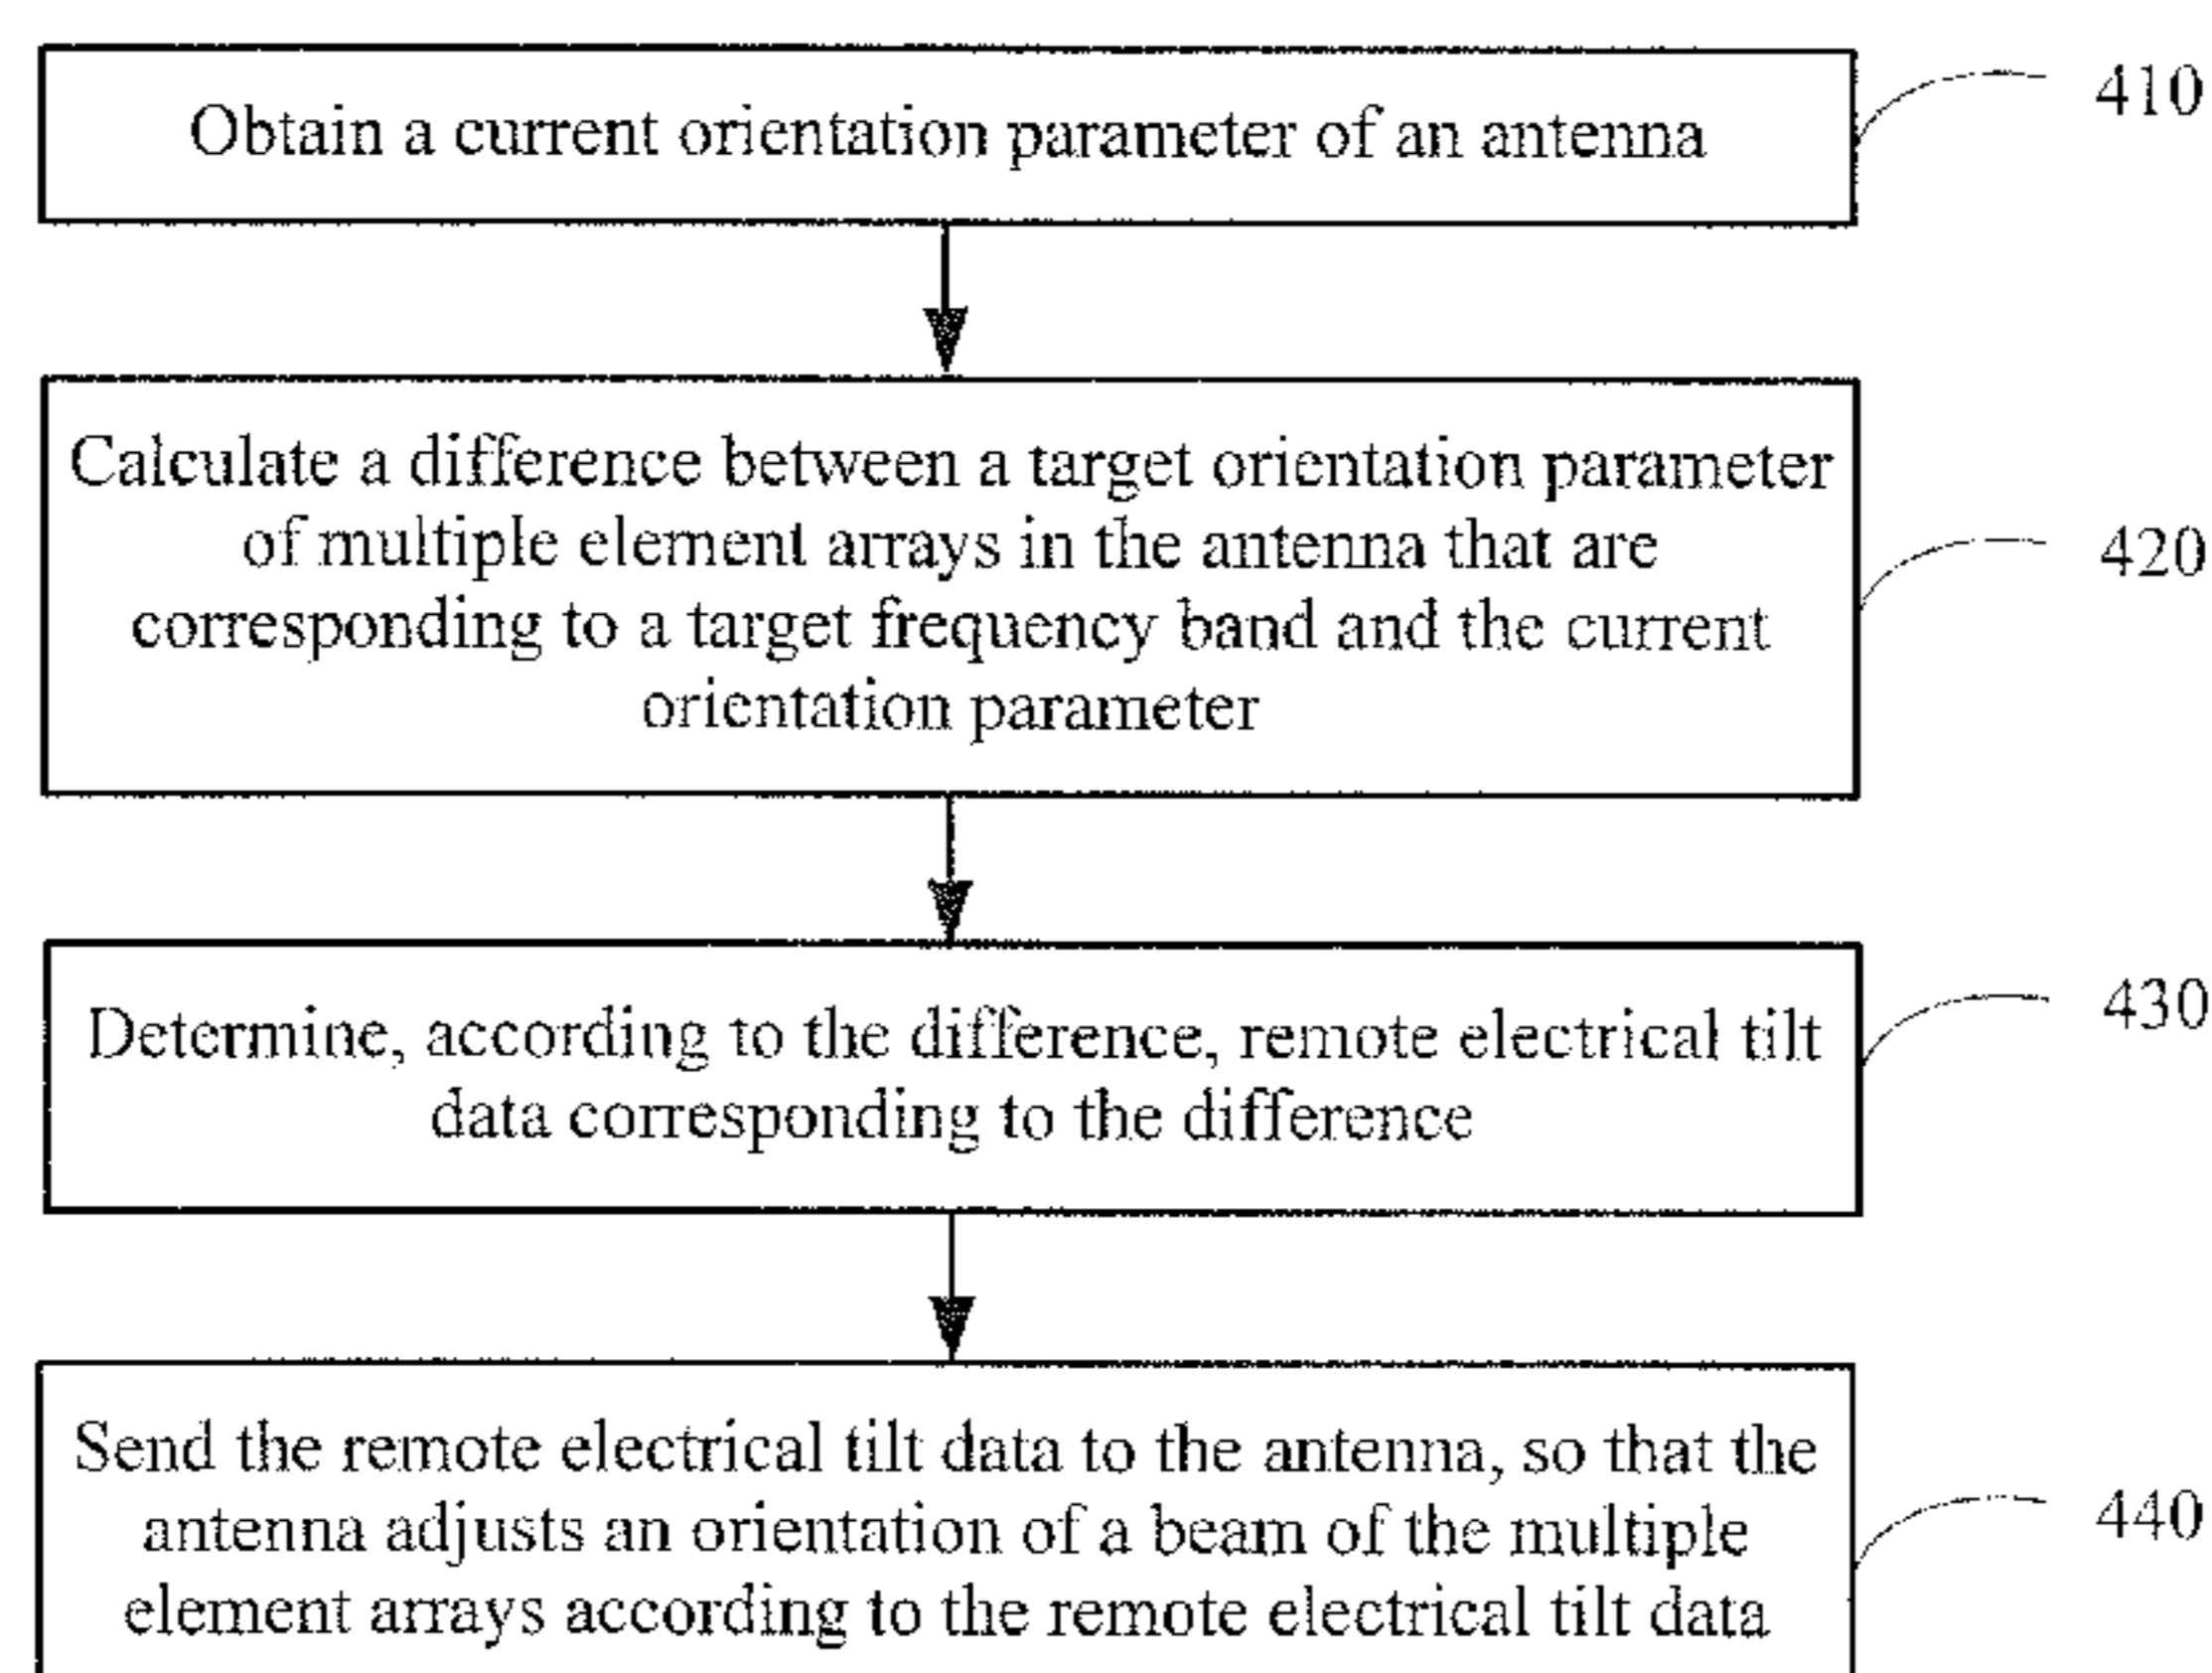 Obtain a current orientation parameter of an antenna
410
Calculate a difference between a target orientation parameter
of multiple element arrays in the antenna that are
corresponding to a target frequency band and the current
orientation parameter
420
Determine, according to the difference, remote electrical tilt
data corresponding to the difference
430
Send the remote electrical tilt data to the antenna, so that the
antenna adjusts an orientation of a beam of the multiple
element arrays according to the remote electrical tilt data
440